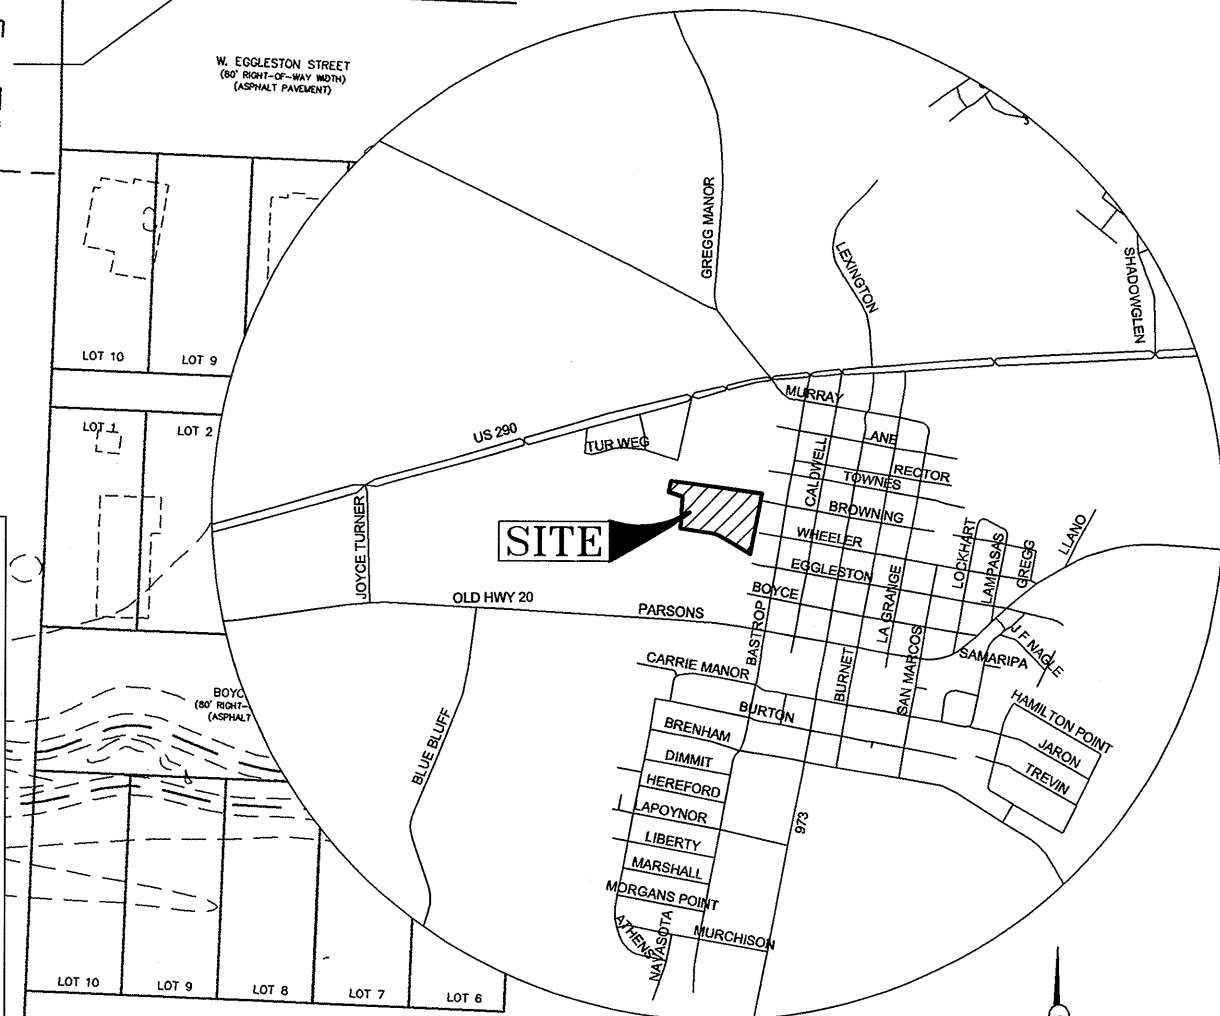 W. EGGLESTON STREET
(80' RIGHT-OF-WAY WIDTH)
(ASPHALT PAVEMENT)
GREGG MANOR
LEXINGTON
SHADOWGLEN
LOT 10
LOT 9
LOT 1
LOT 2
US 290
TUR WEG
MURRAY
LANE
RECTOR
TOWNES
CALDWELL
BROWNING
WHEELER
EGGLESTON
BOYCE
SITE
JOYCE TURNER
OLD HWY 20
PARSONS
BASTROP
LA GRANGE
LOCKHART
LAMPASAS
GREGG
LLANO
J F NAGLE
SAMARIPA
SAN MARCOS
BURNET
CARRIE MANOR
BURTON
HAMILTON POINT
JARON
TREVIN
BOYC
(80' RIGHT-
(ASPHALT
BLUE BLUFF
BRENHAM
DIMMIT
HEREFORD
LAPOYNOR
LIBERTY
MARSHALL
MORGANS POINT
MURCHISON
ATHENS
NAVASOTA
973
LOT 10
LOT 9
LOT 8
LOT 7
LOT 6